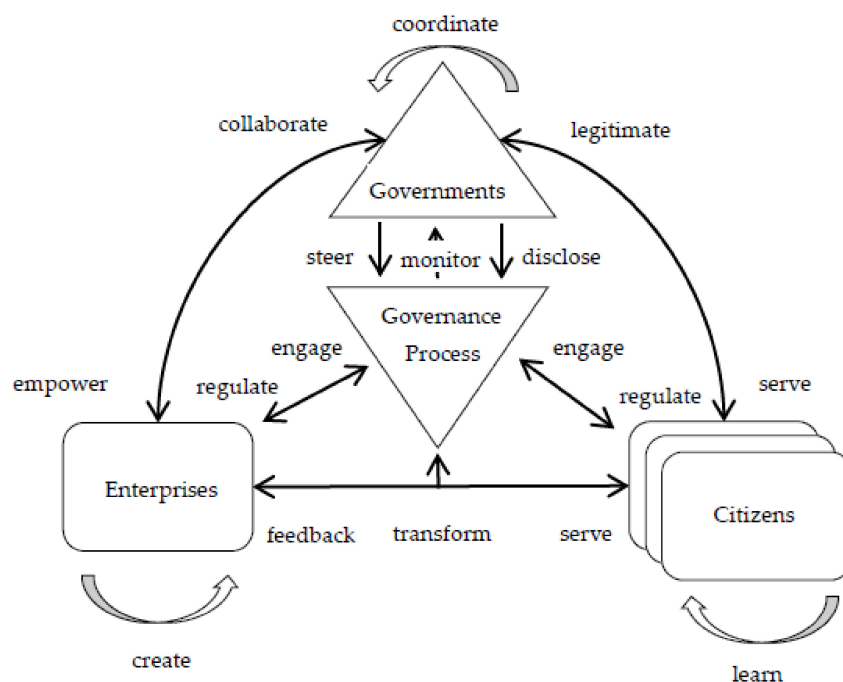 coordinate
collaborate
legitimate
Governments
steer
monitor
disclose
Governance
Process
engage
engage
empower
regulate
regulate
serve
Enterprises
Citizens
feedback
transform
serve
create
learn